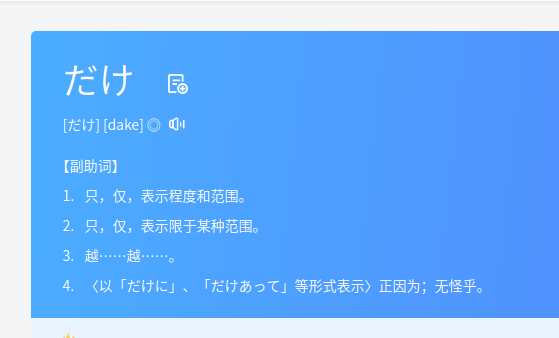 だけ
[だけ] [dake] ◎
【副助词】
1. 只，仅，表示程度和范围。
2. 只，仅，表示限于某种范围。
3. 越……越……。
4. 〈以「だけに」、「だけあって」等形式表示〉正因为；无怪乎。